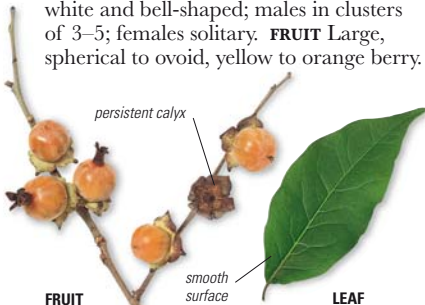 white and bell-shaped; males in clusters
of 3–5; females solitary. FRUIT Large,
spherical to ovoid, yellow to orange berry.
persistent calyx
smooth
surface
FRUIT
LEAF